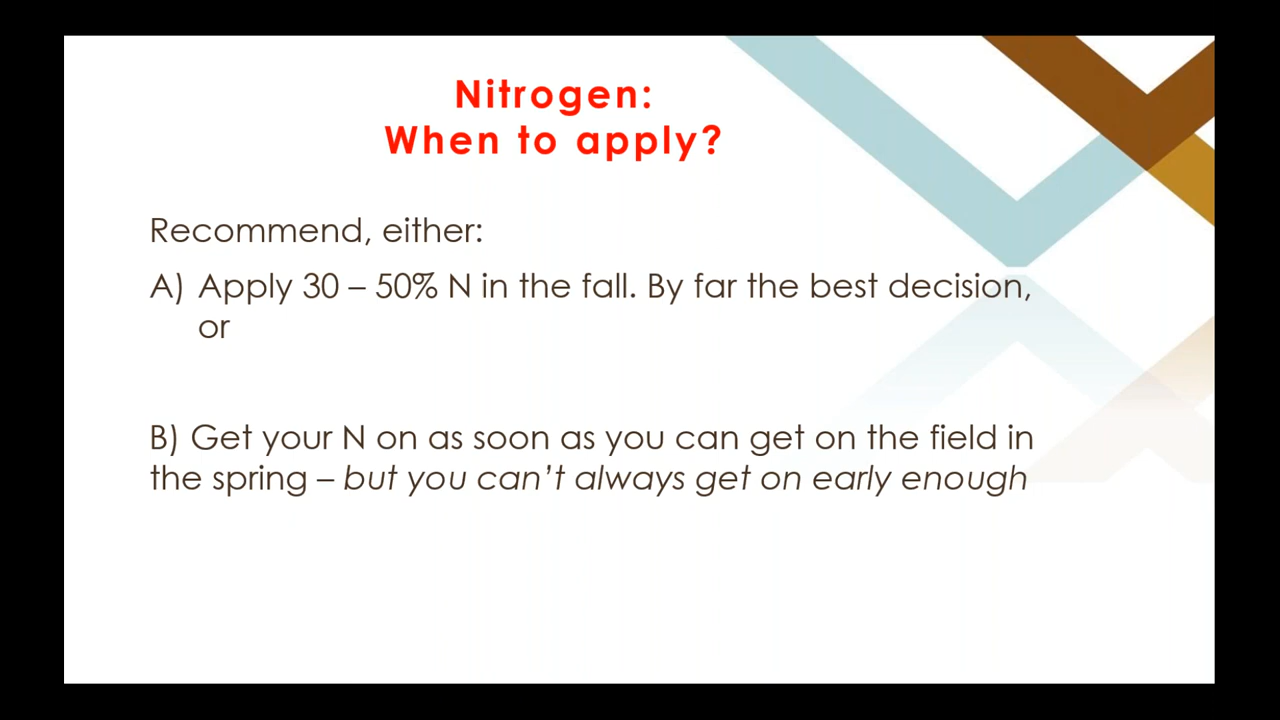 Nitrogen:
When to apply?
Recommend, either:
A) Apply 30 – 50% N in the fall. By far the best decision,
or
B) Get your N on as soon as you can get on the field in
the spring – but you can’t always get on early enough